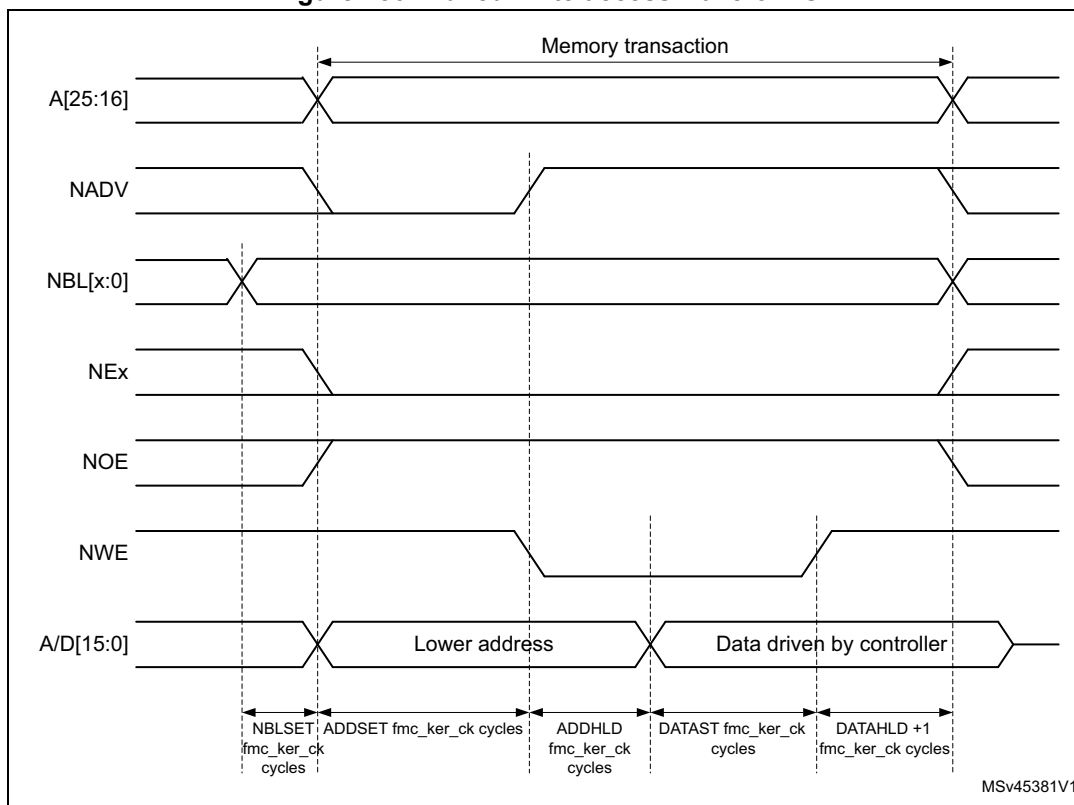 Memory transaction
A[25:16]
NADV
NBL[x:0]
NEx
NOE
NWE
A/D[15:0]
Lower address
Data driven by controller
NBLSET
fmc_ker_ck
cycles
ADDSET fmc_ker_ck cycles
ADDHLD
fmc_ker_ck
cycles
DATAST fmc_ker_ck
cycles
DATAHLD +1
fmc_ker_ck cycles
MSv45381V1